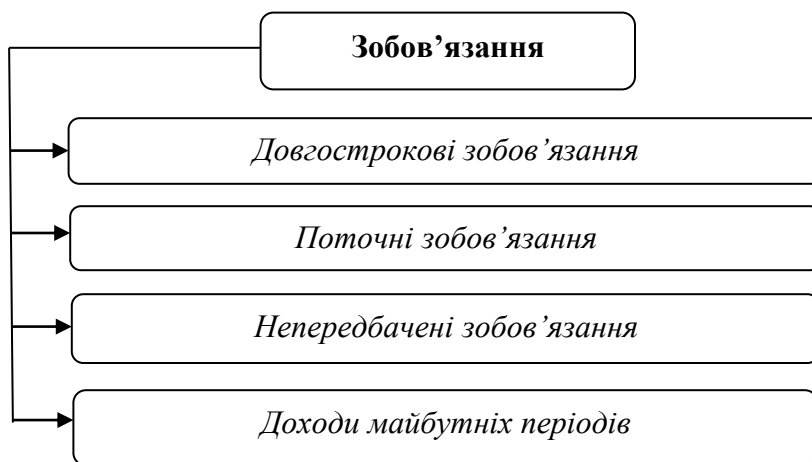 Зобов’язання
Довгострокові зобов’язання
Поточні зобов’язання
Непередбачені зобов’язання
Доходи майбутніх періодів